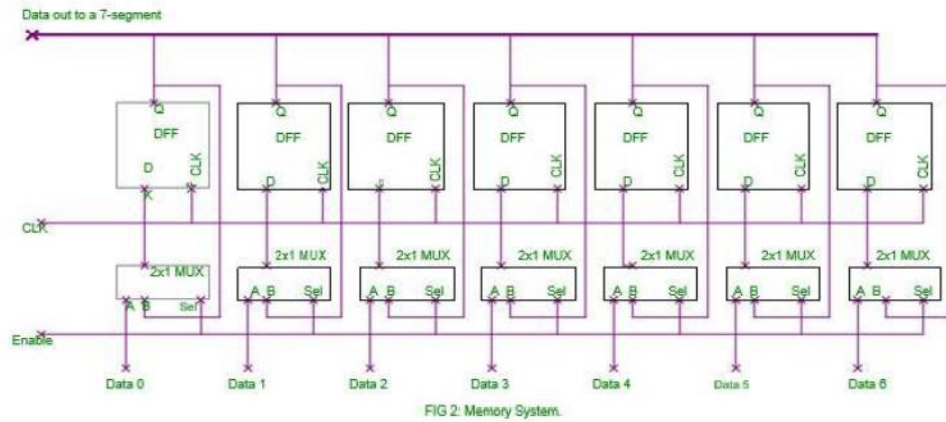 Data out to a 7-segment
Q Q Q Q Q Q Q
DFF DFF DFF DFF DFF DFF DFF
CLK CLK CLK CLK CLK CLK CLK
D D D D D D
CLK
2x1 MUX 2x1 MUX 2x1 MUX 2x1 MUX 2x1 MUX 2x1 MUX 2x1 MUX
A B Sel A B Sel A B Sel A B Sel A B Sel A B Sel A B Sel
Enable
Data 0 Data 1 Data 2 Data 3 Data 4 Data 5 Data 6
FIG 2: Memory System.